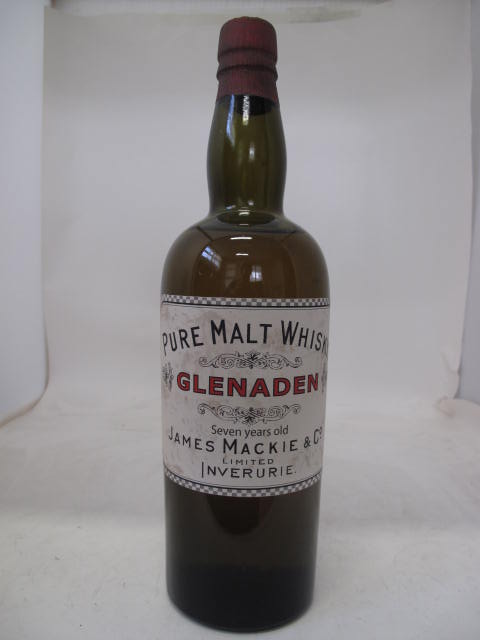 PURE MALT WHISK
GLENADEN
Seven years old
JAMES MACKIE & Co
LIMITED
INVERURIE.